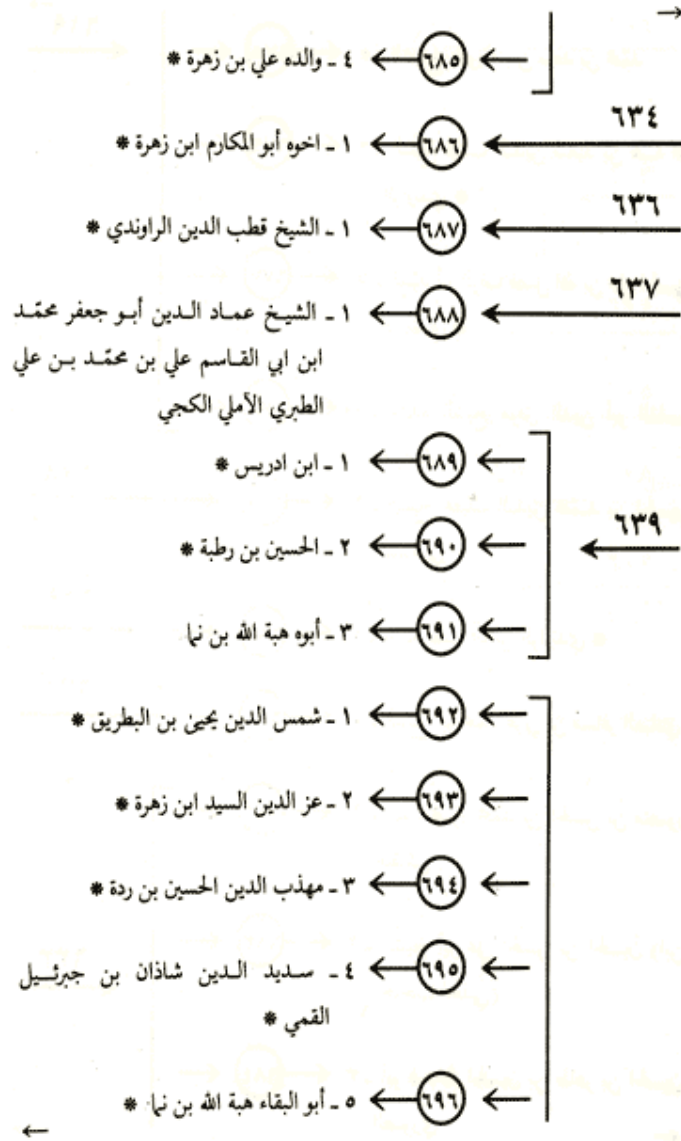 ٦٨٥ ٤ ـ والده علي بن زهرة *
٦٣٤ ٦٨٦ ١ ـ اخوه أبو المكارم ابن زهرة *
٦٣٦ ٦٨٧ ١ ـ الشيخ قطب الدين الراوندي *
٦٣٧ ٦٨٨ ١ ـ الشيخ عماد الدين أبو جعفر محمّد
ابن ابي القاسم علي بن محمّد بن علي
الطبري الآملي الكجي
٦٨٩ ١ ـ ابن ادريس *
٦٣٩ ٦٩٠ ٢ ـ الحسين بن رطبة *
٦٩١ ٣ ـ أبوه هبة الله بن نما
٦٩٢ ١ ـ شمس الدين يحيىٰ بن البطريق *
٦٩٣ ٢ ـ عز الدين السيد ابن زهرة *
٦٩٤ ٣ ـ مهذب الدين الحسين بن ردة *
٦٩٥ ٤ ـ سديد الدين شاذان بن جبرئيل
القمي *
٦٩٦ ٥ ـ أبو البقاء هبة الله بن نما *